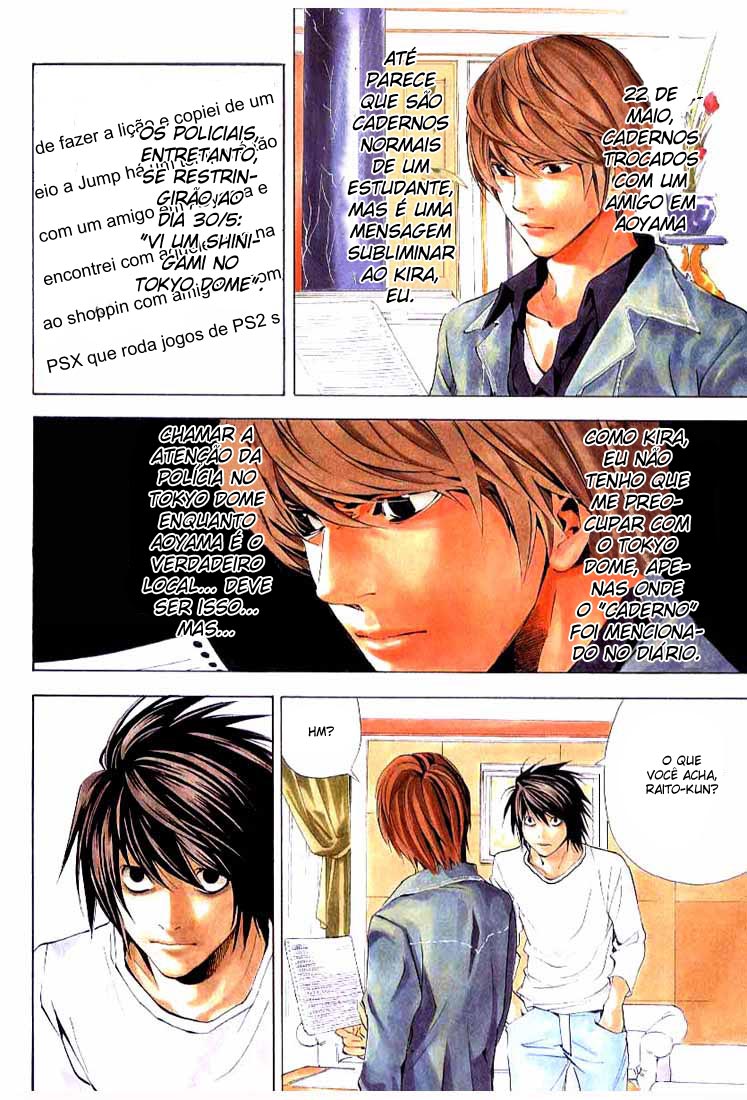 22 DE
MAIO,
CADERNOS
TROCADOS
COM UM
AMIGO EM
AOYAMA
ATÉ
PARECE
QUE SÃO
CADERNOS
NORMAIS
DE UM
ESTUDANTE,
MAS É UMA
MENSAGEM
SUBLIMINAR
AO KIRA,
EU.
OS POLICIAIS,
ENTRETANTO,
SE RESTRIN-
GIRÃO AO
DIA 30/5:
"VI UM SHINI-
GAMI NO
TOKYO DOME".
de fazer a lição e copiei de um
eio a Jump há um
com um amigo
encontrei com na
ao shoppin com amig om
PSX que roda jogos de PS2 s
COMO KIRA,
EU NÃO
TENHO QUE
ME PREO-
CUPAR COM
O TOKYO
DOME, APE-
NAS ONDE
O "CADERNO"
FOI MENCIONA-
DO NO DIÁRIO.
CHAMAR A
ATENÇÃO DA
POLÍCIA NO
TOKYO DOME
ENQUANTO
AOYAMA É O
VERDADEIRO
LOCAL... DEVE
SER ISSO...
MAS...
O QUE
VOCÊ ACHA,
RAITO-KUN?
HM?